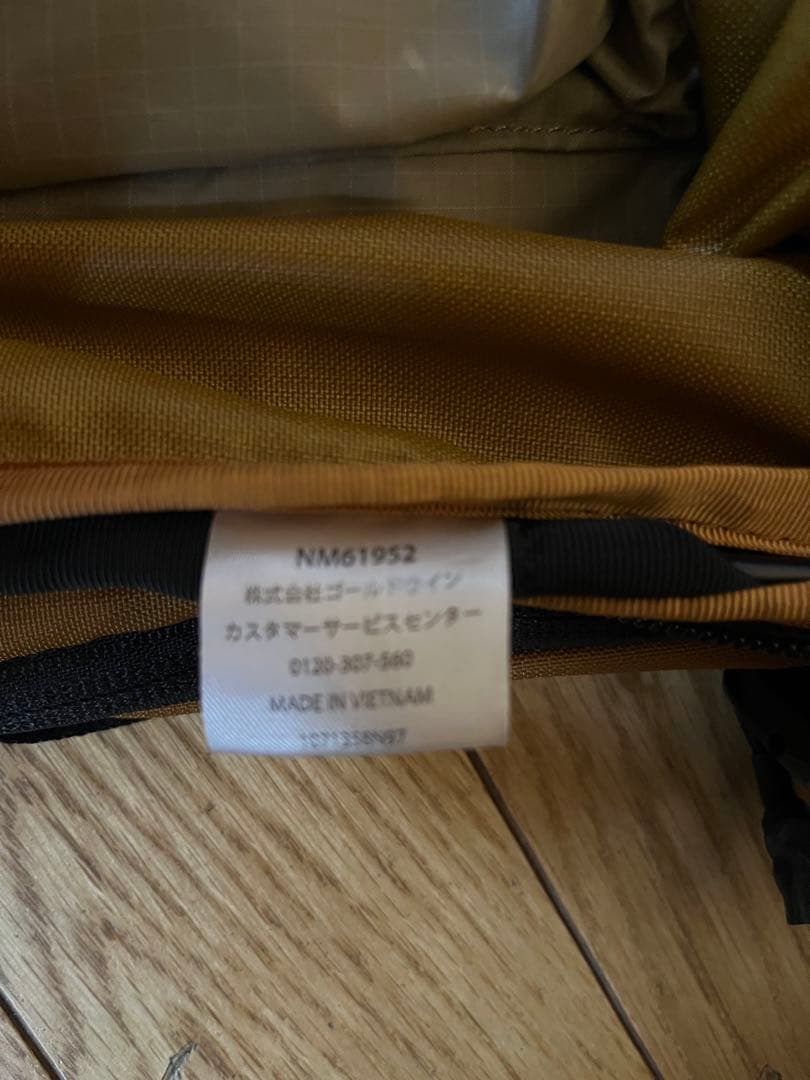 NM61952
株式会社ゴールドウイン
カスタマーサービスセンター
0120-307-560
MADE IN VIETNAM